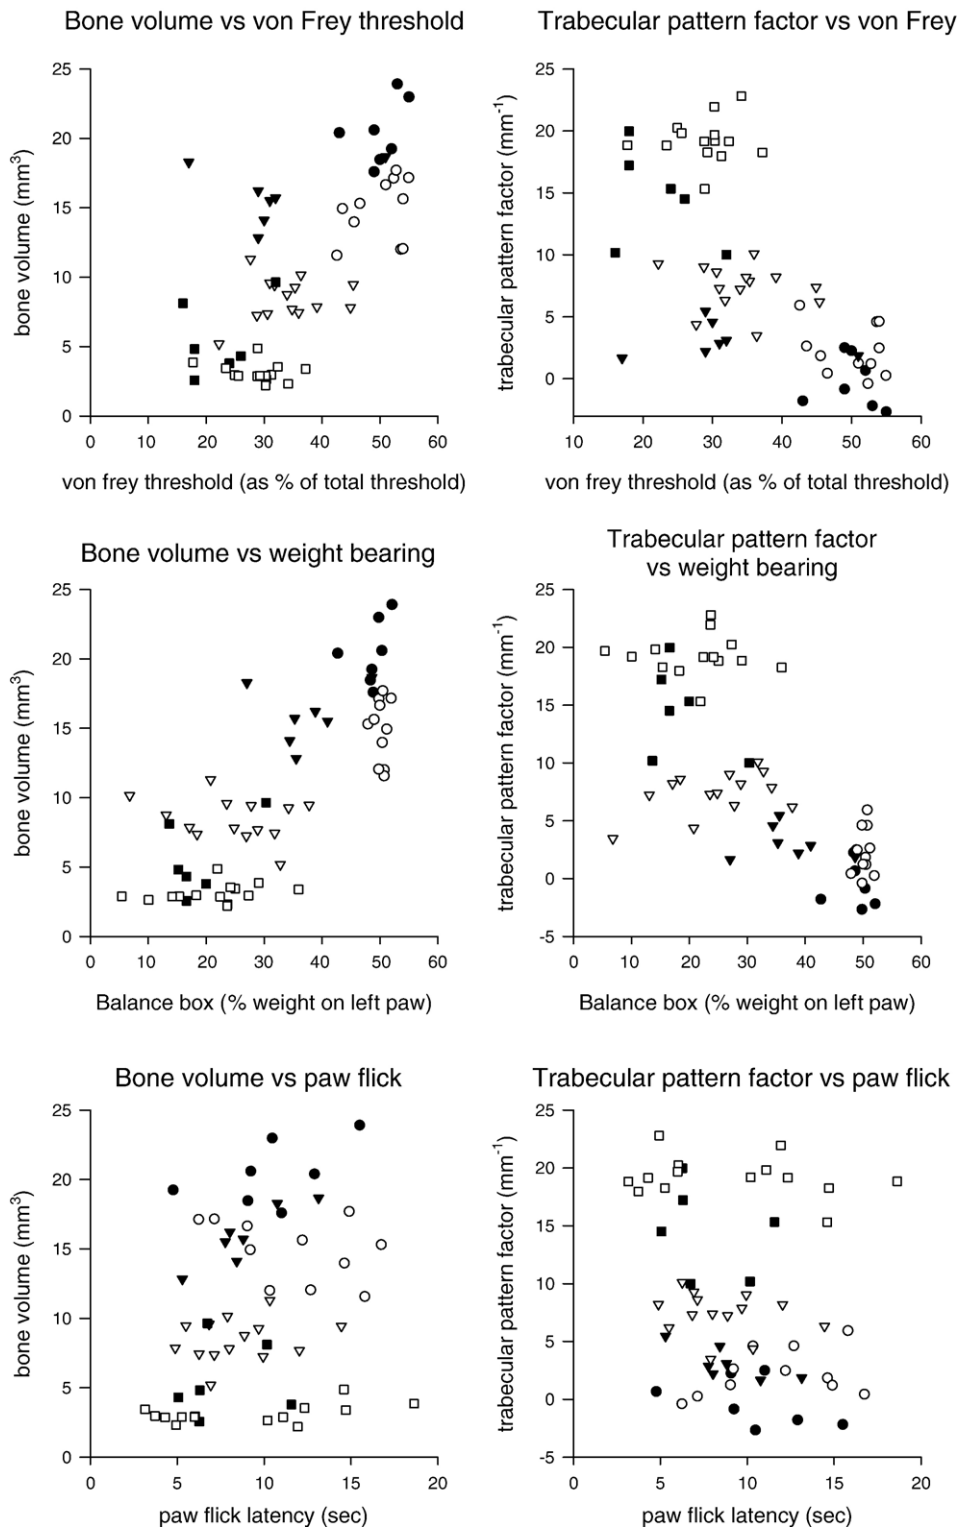 Bone volume vs von Frey threshold
25
20
15
10
5
0
bone volume (mm³)
0 10 20 30 40 50 60
von frey threshold (as % of total threshold)
Trabecular pattern factor vs von Frey
25
20
15
10
5
0
trabecular pattern factor (mm⁻¹)
10 20 30 40 50 60
von frey threshold (as % of total threshold)
Bone volume vs weight bearing
25
20
15
10
5
0
bone volume (mm³)
0 10 20 30 40 50 60
Balance box (% weight on left paw)
Trabecular pattern factor
vs weight bearing
25
20
15
10
5
0
-5
trabecular pattern factor (mm⁻¹)
0 10 20 30 40 50 60
Balance box (% weight on left paw)
Bone volume vs paw flick
25
20
15
10
5
0
bone volume (mm³)
0 5 10 15 20
paw flick latency (sec)
Trabecular pattern factor vs paw flick
25
20
15
10
5
0
-5
trabecular pattern factor (mm⁻¹)
0 5 10 15 20
paw flick latency (sec)